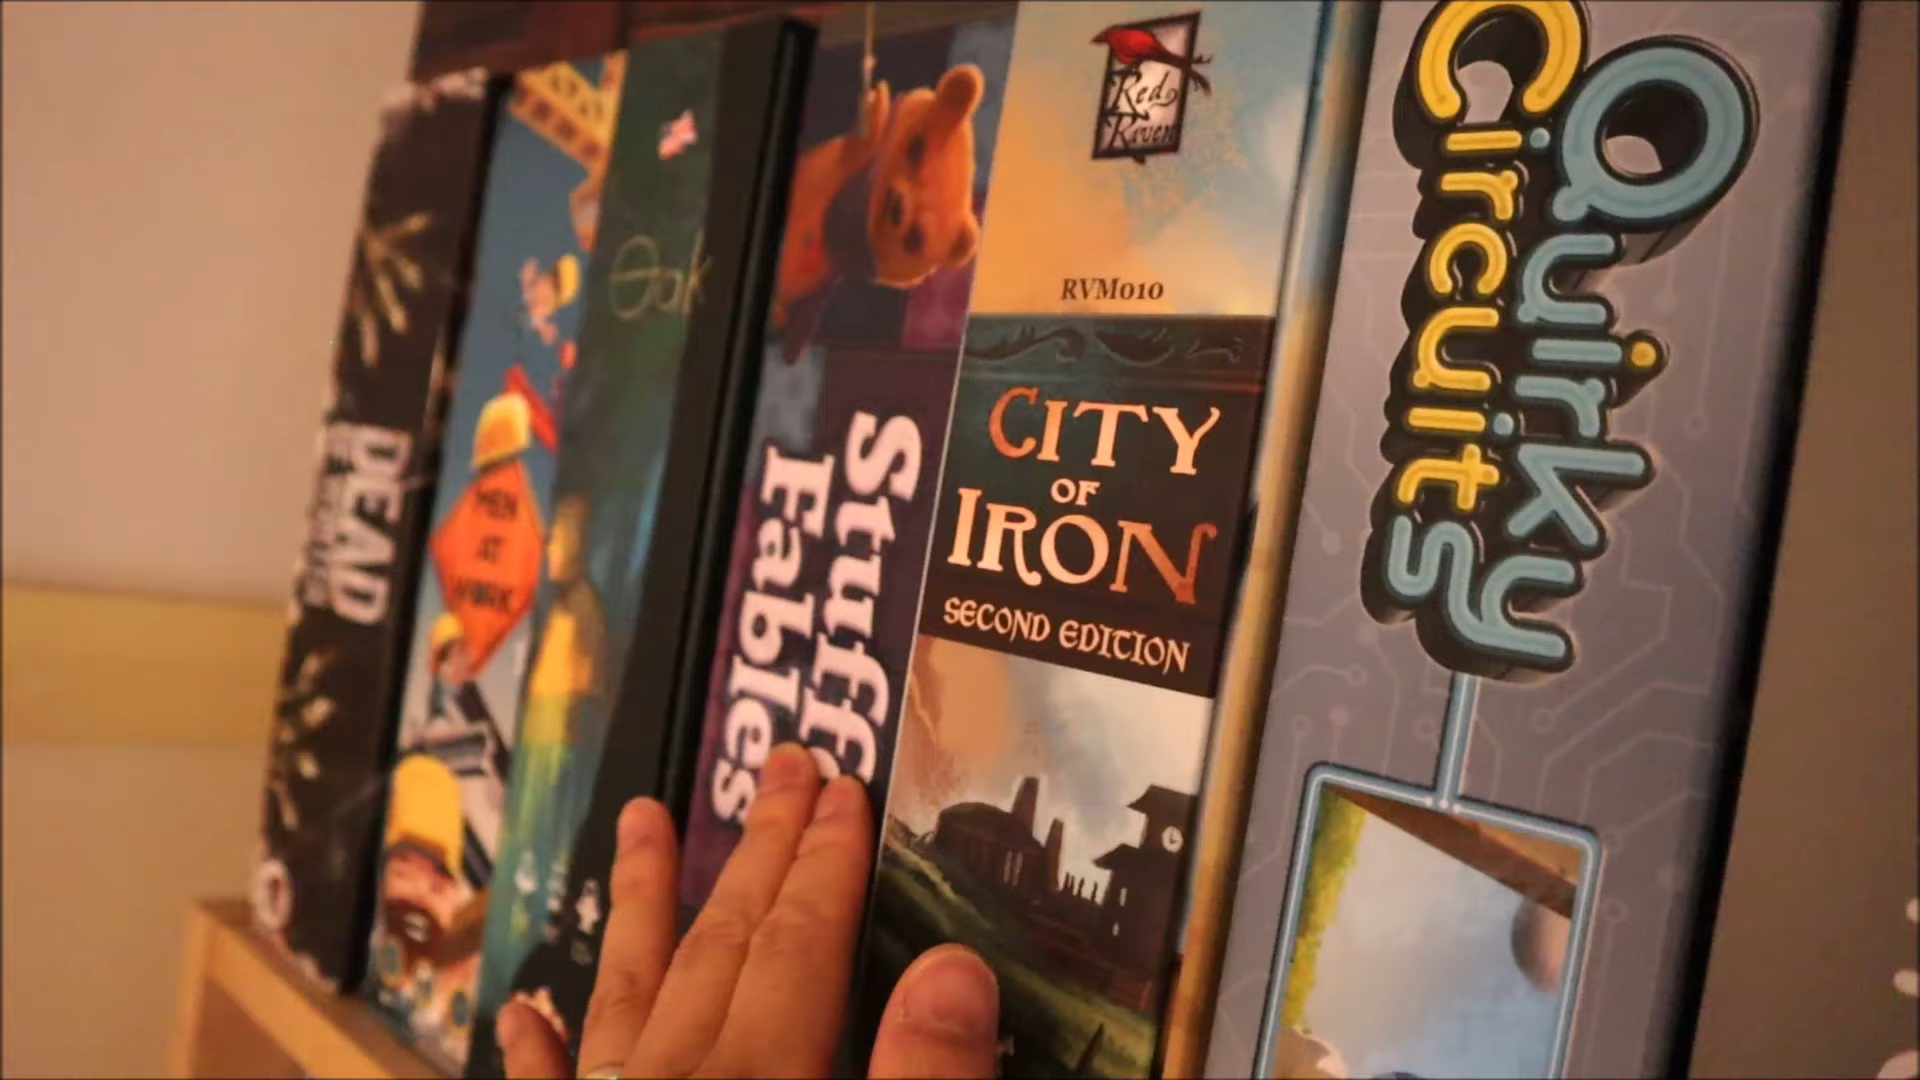 DEAD
MEN
AT
WORK
Oak
Stuffed
Fables
Red
Raven
RVM010
CITY
OF
IRON
SECOND EDITION
Quirky
Circuits